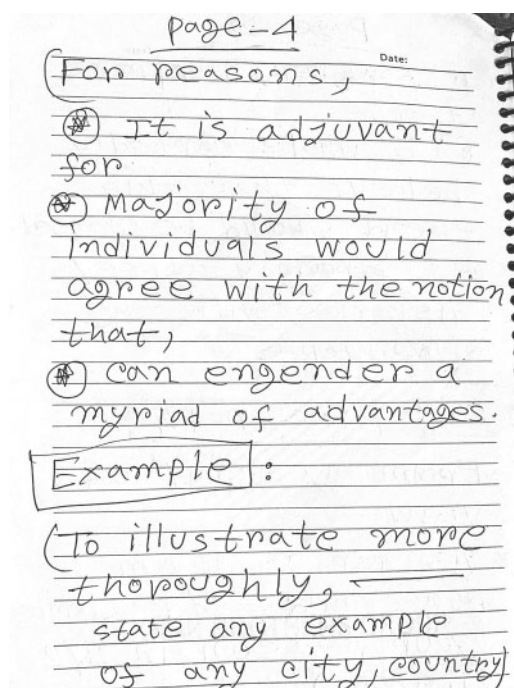 page-4
Date:
(For reasons,
It is adjuvant
for
Majority of
individuals would
agree with the notion
that,
can engender a
myriad of advantages.
Example:
(To illustrate more
thoroughly, ———
state any example
of any city, country)